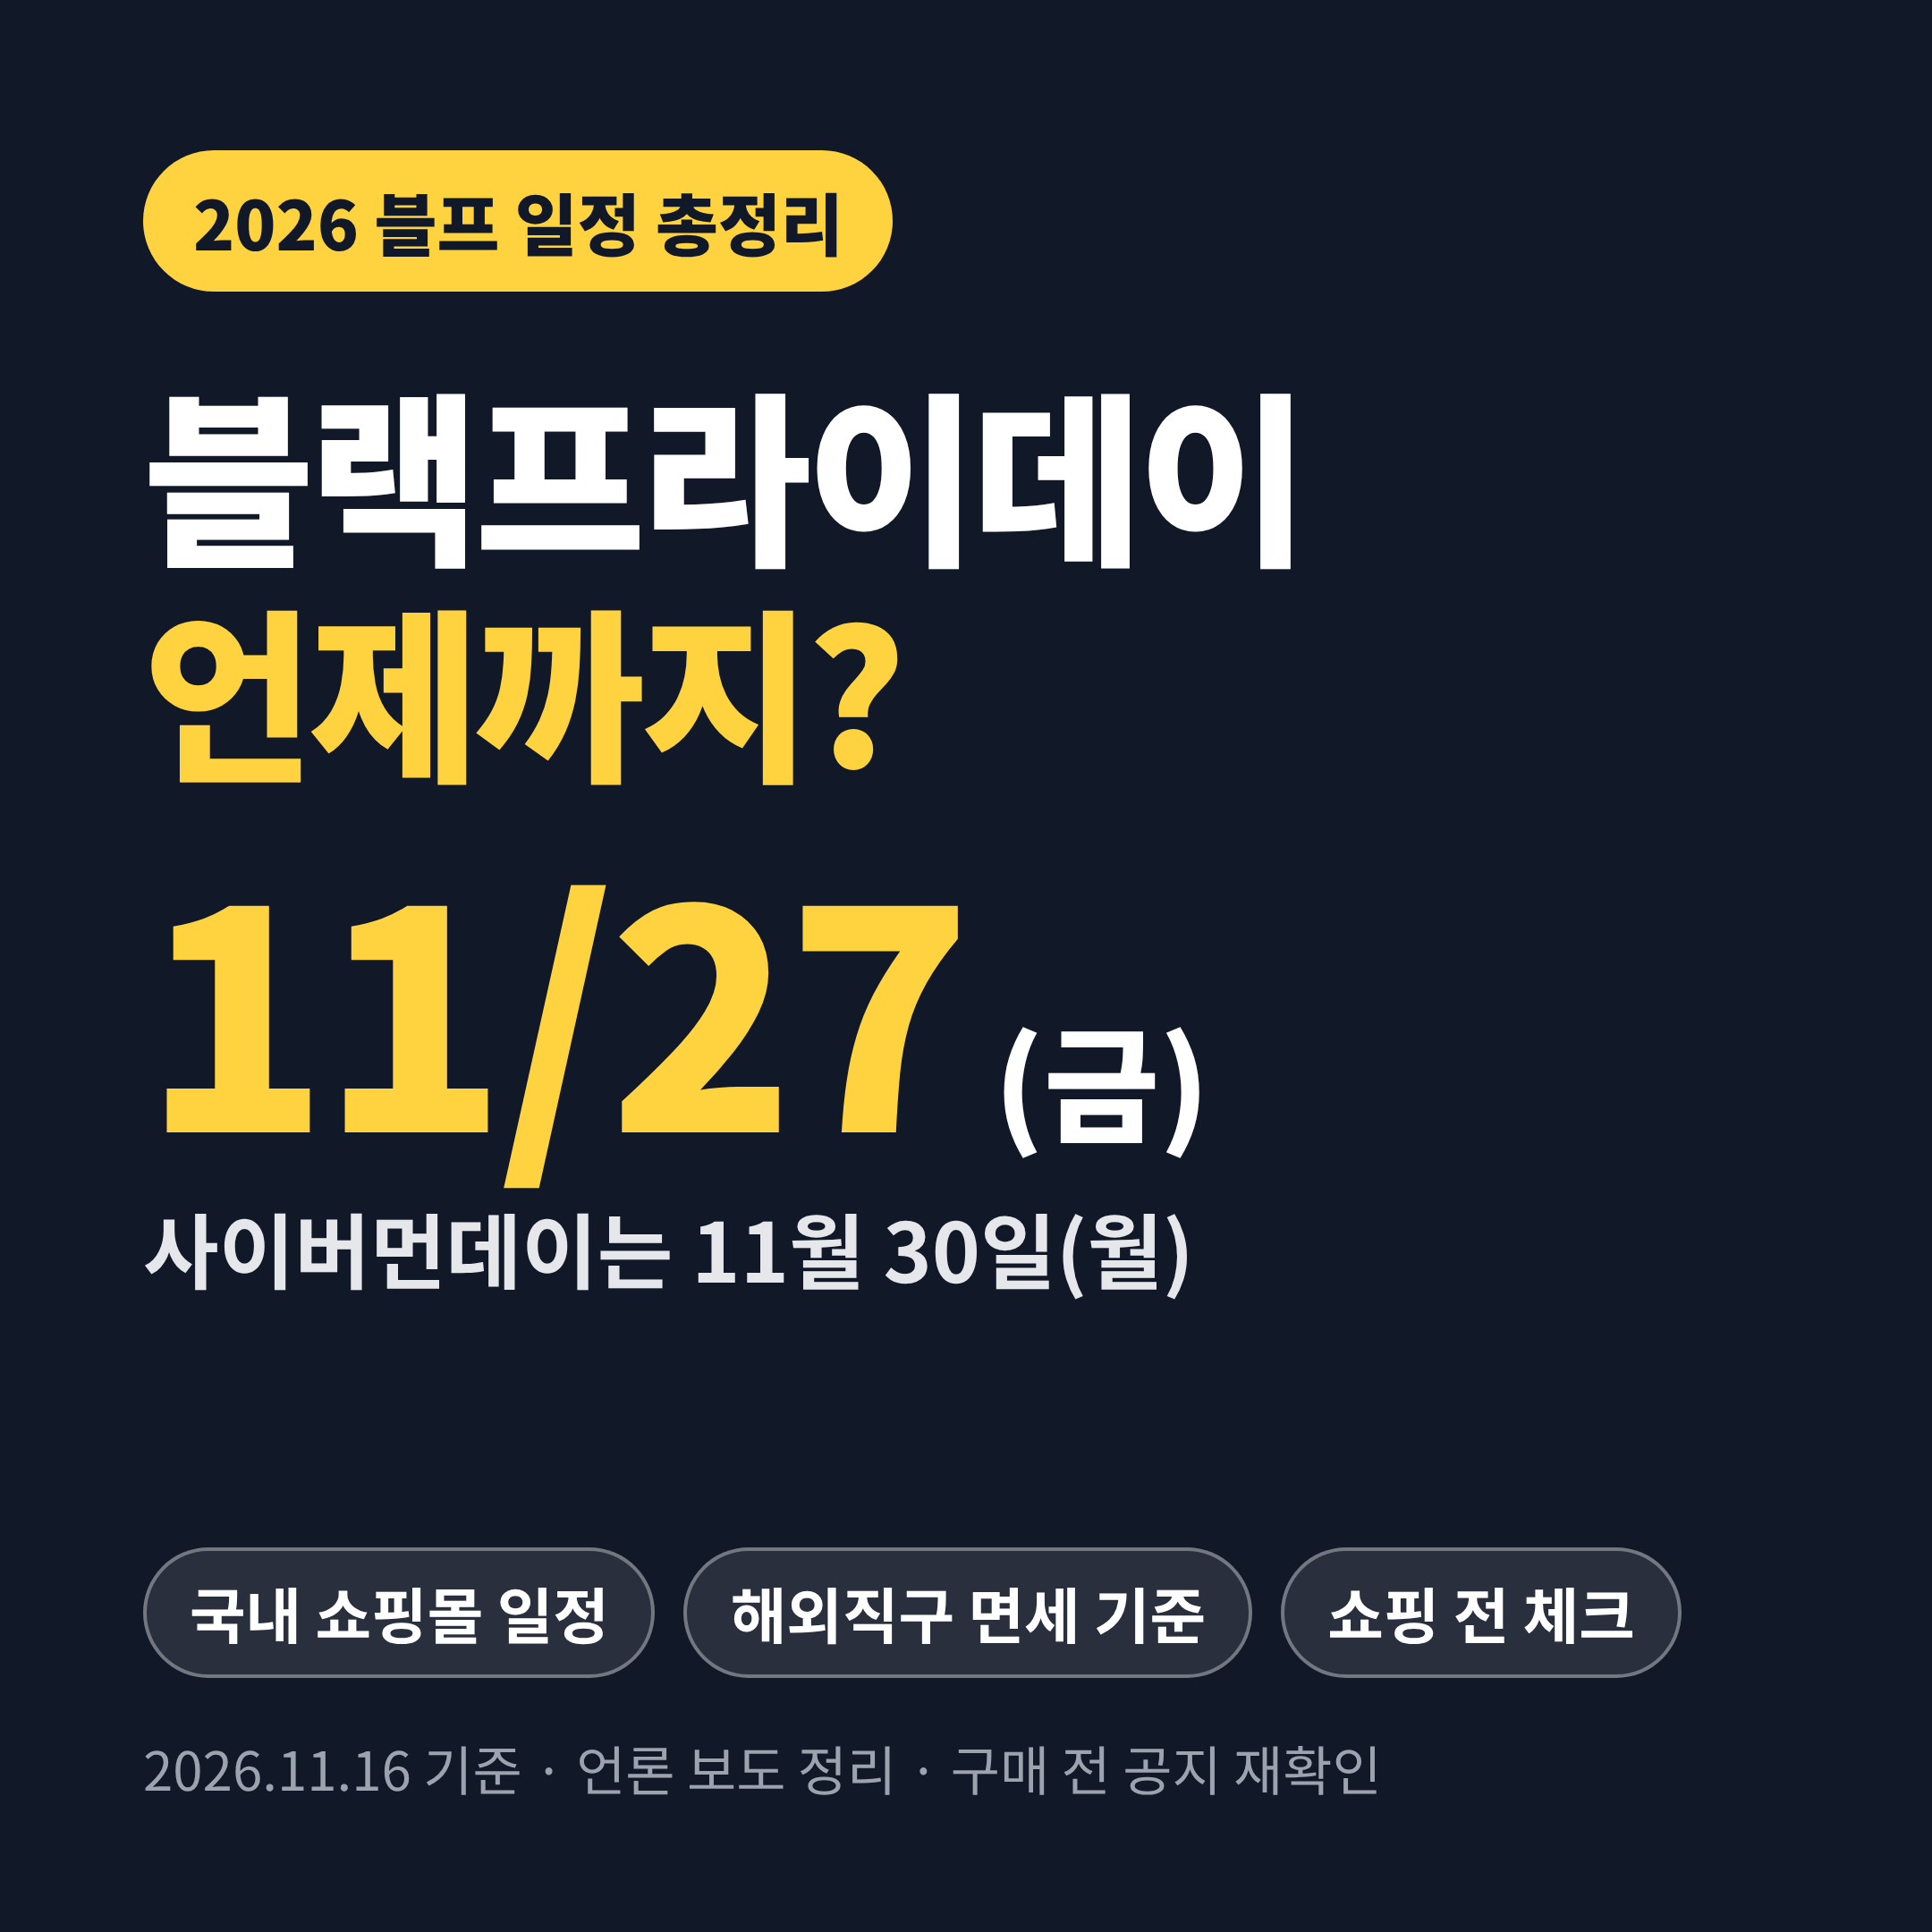 2026 블프 일정 총정리
블랙프라이데이
언제까지?
11/27 (금)
사이버먼데이는 11월 30일(월)
국내 쇼핑몰 일정 해외직구 면세 기준 쇼핑 전 체크
2026.11.16 기준 · 언론 보도 정리 · 구매 전 공지 재확인